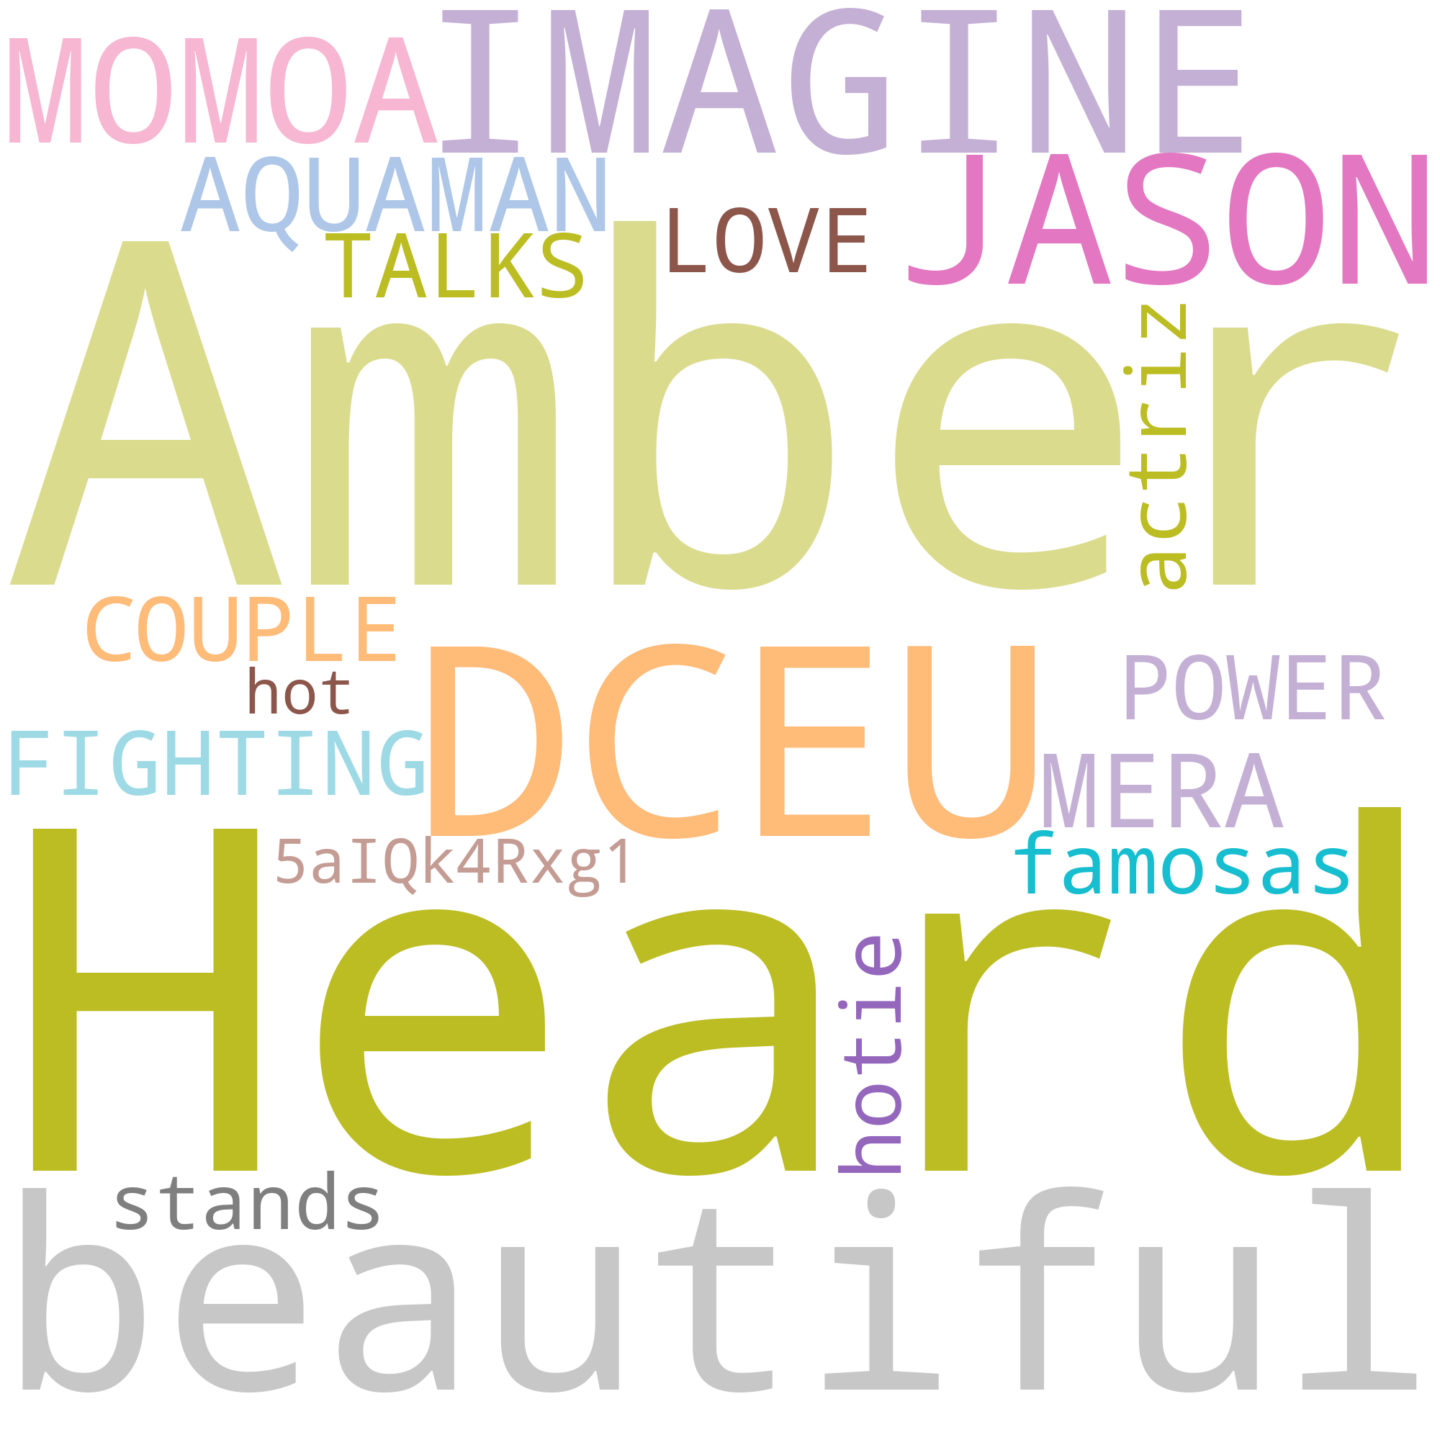 MOMOA
IMAGINE
AQUAMAN
JASON
LOVE
TALKS
Amber
actriz
COUPLE
DCEU
hot
POWER
FIGHTING
MERA
Heard
5aIQk4Rxg1
famosas
hotie
stands
beautiful